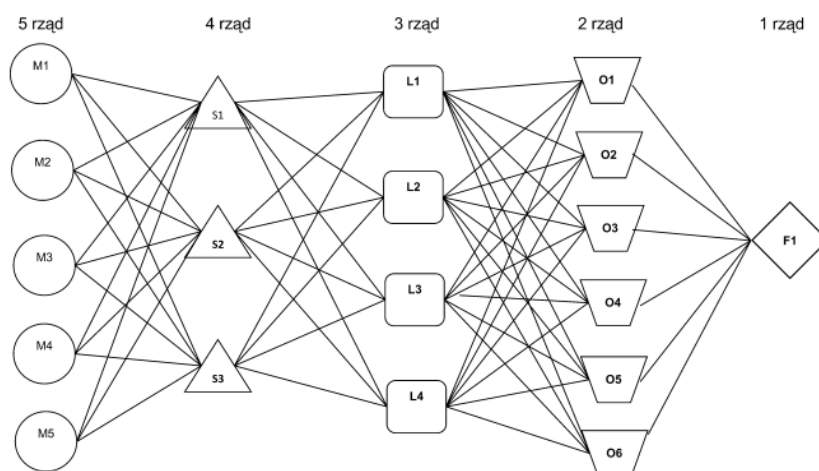 5 rząd 4 rząd 3 rząd 2 rząd 1 rząd
M1
M2
M3
M4
M5
S1
S2
S3
L1
L2
L3
L4
O1
O2
O3
O4
O5
O6
F1